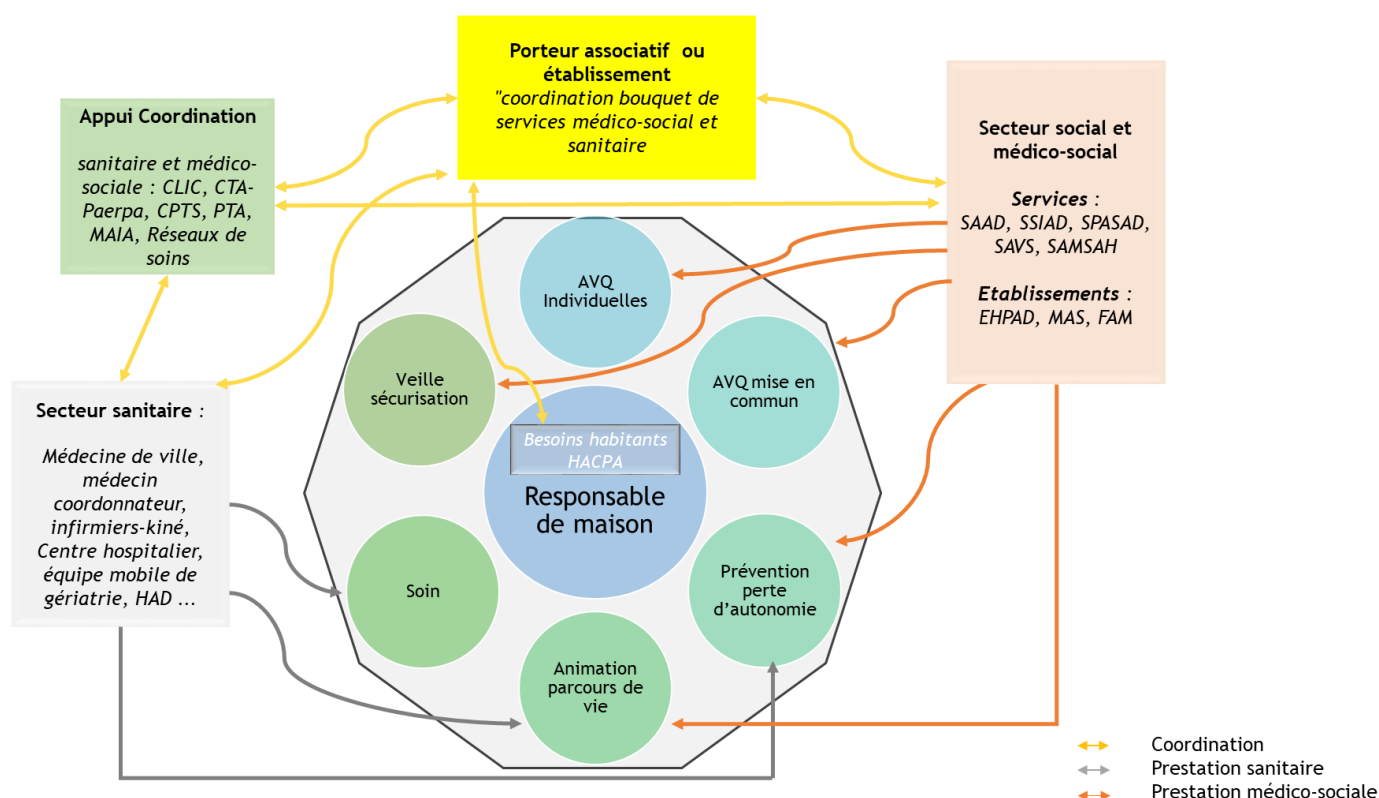 Porteur associatif ou
établissement
"coordination bouquet de
services médico-social et
sanitaire
Appui Coordination
sanitaire et médico-
sociale : CLIC, CTA-
Paerpa, CPTS, PTA,
MAIA, Réseaux de
soins
Secteur social et
médico-social
Services :
SAAD, SSIAD, SPASAD,
SAVS, SAMSAH
Etablissements :
EHPAD, MAS, FAM
AVQ
Individuelles
Veille
sécurisation
AVQ mise en
commun
Secteur sanitaire :
Médecine de ville,
médecin
coordonnateur,
infirmiers-kiné,
Centre hospitalier,
équipe mobile de
gériatrie, HAD ...
Besoins habitants
HACPA
Responsable
de maison
Soin
Prévention
perte
d’autonomie
Animation
parcours de
vie
Coordination
Prestation sanitaire
Prestation médico-sociale